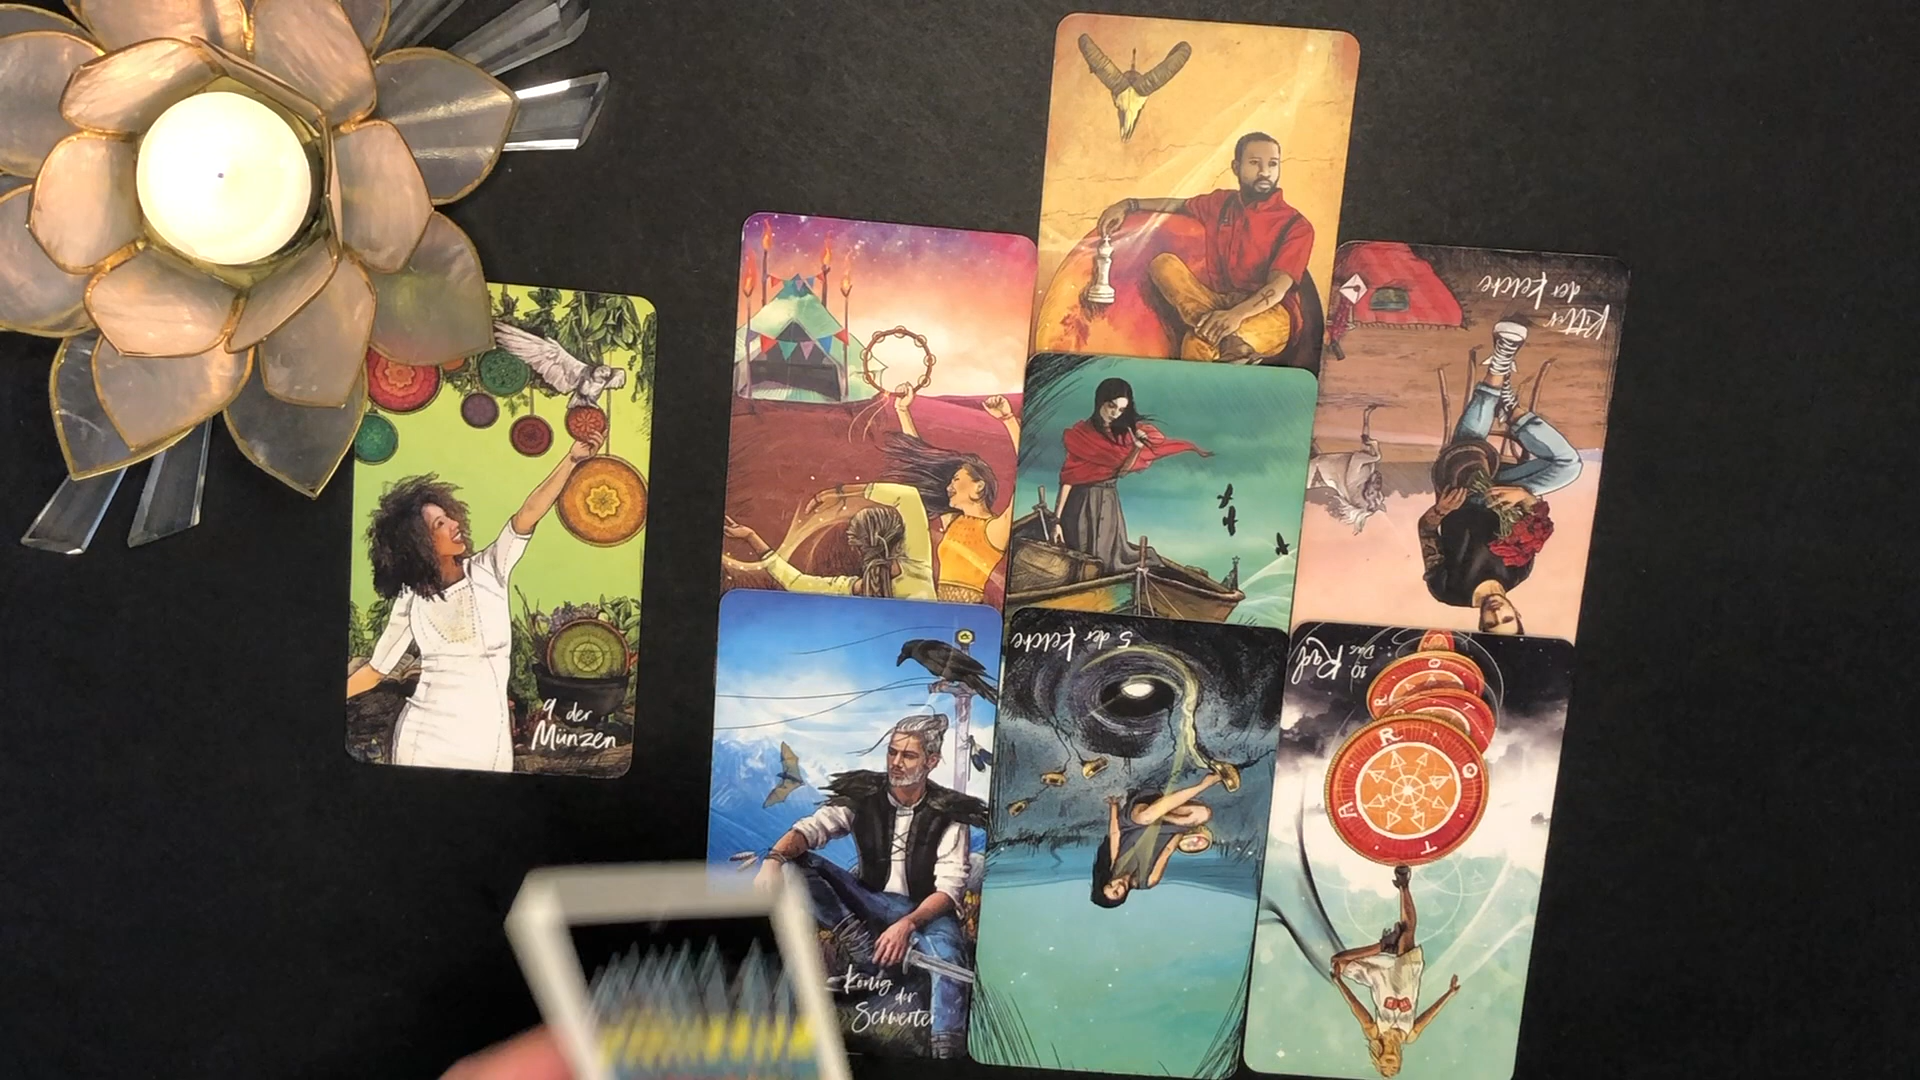 Ritter
der Kelche
9 der
Münzen
5 der Kelche
10 Das
Rad
R
O
T
A
König
der
Schwerter